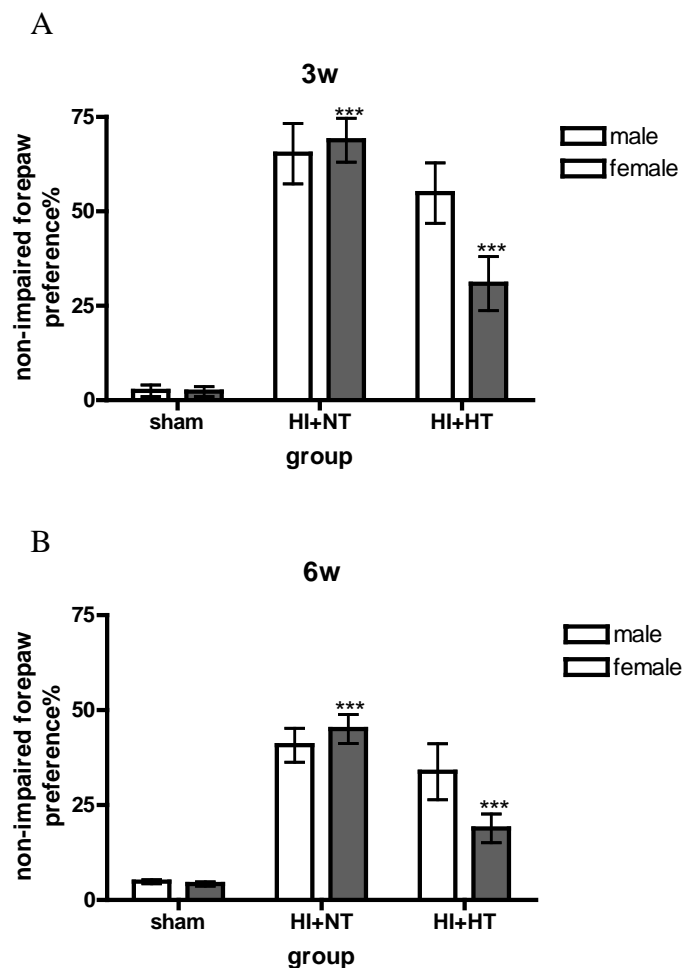 A
3w
non-impaired forepaw
preference%
75
50
25
0
***
***
sham
HI+NT
HI+HT
group
male
female
B
6w
non-impaired forepaw
preference%
75
50
25
0
***
***
sham
HI+NT
HI+HT
group
male
female